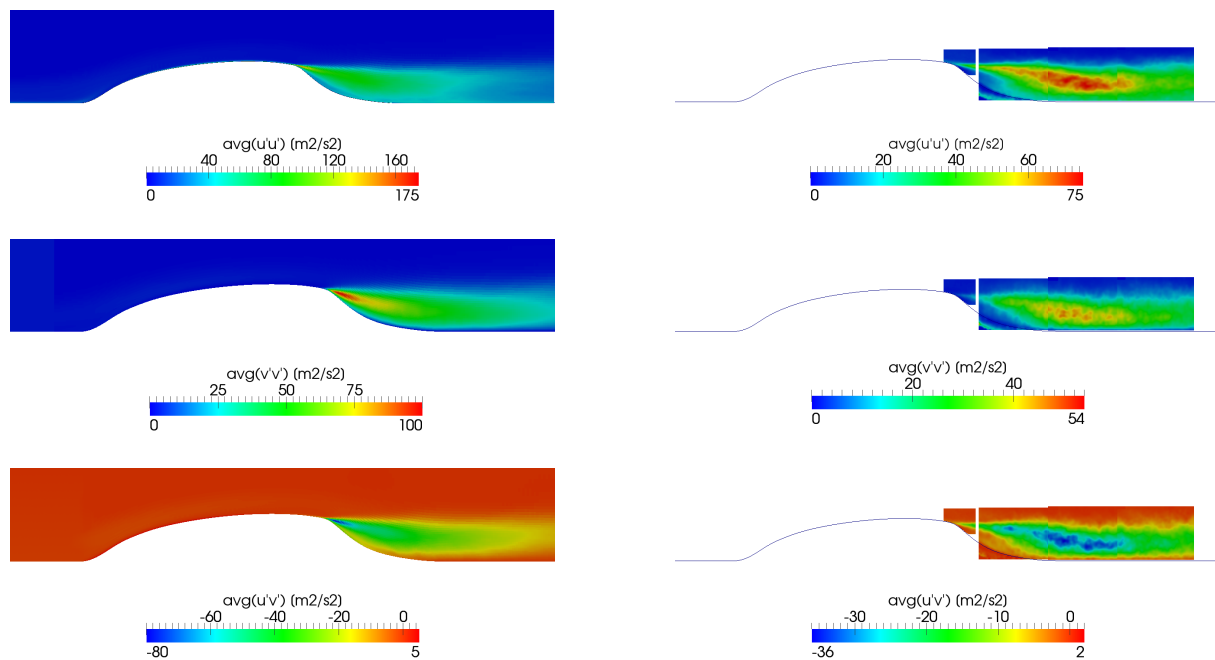 avg(u'u') [m2/s2]
40 80 120 160
0 175
avg(u'u') [m2/s2]
20 40 60
0 75
avg(v'v') [m2/s2]
25 50 75
0 100
avg(v'v') [m2/s2]
20 40
0 54
avg(u'v') [m2/s2]
-60 -40 -20 0
-80 5
avg(u'v') [m2/s2]
-30 -20 -10 0
-36 2